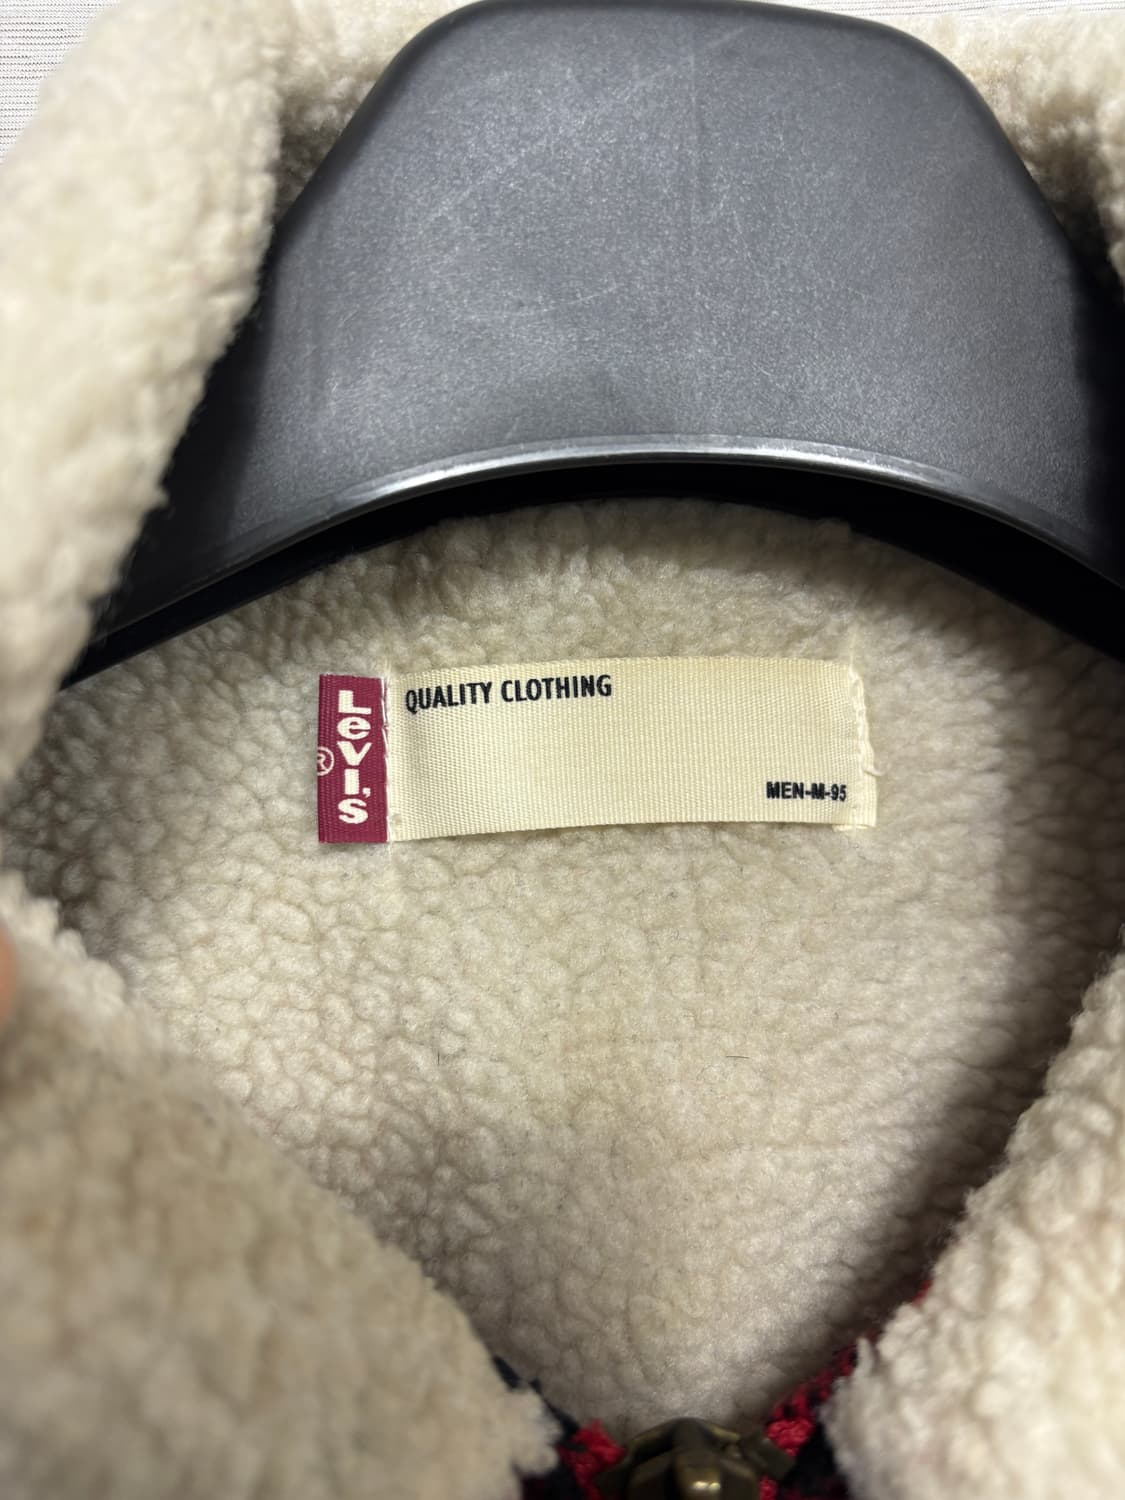 Levi's
®
QUALITY CLOTHING
MEN-M-95